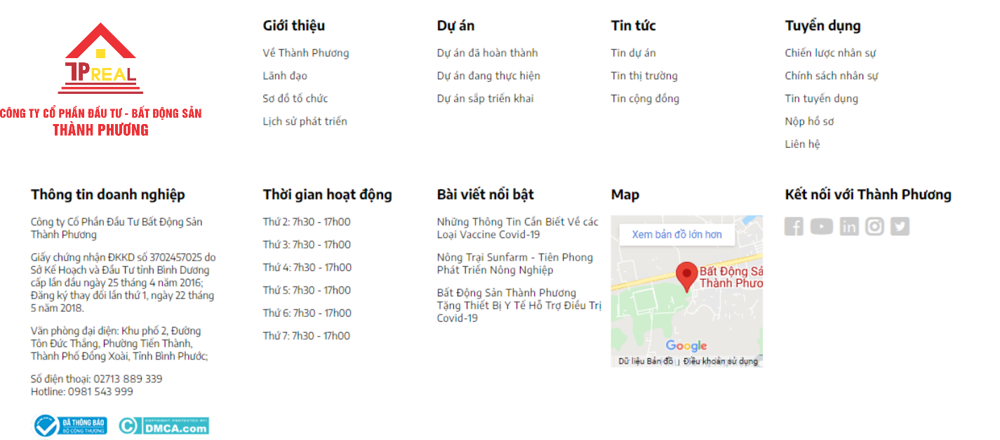 TPREAL
CÔNG TY CỔ PHẦN ĐẦU TƯ - BẤT ĐỘNG SẢN
THÀNH PHƯƠNG
Giới thiệu
Về Thành Phương
Lãnh đạo
Sơ đồ tổ chức
Lịch sử phát triển
Dự án
Dự án đã hoàn thành
Dự án đang thực hiện
Dự án sắp triển khai
Tin tức
Tin dự án
Tin thị trường
Tin cộng đồng
Tuyển dụng
Chiến lược nhân sự
Chính sách nhân sự
Tin tuyển dụng
Nộp hồ sơ
Liên hệ
Thông tin doanh nghiệp
Công ty Cổ Phần Đầu Tư Bất Động Sản
Thành Phương
Giấy chứng nhận ĐKKD số 3702457025 do
Sở Kế Hoạch và Đầu Tư tỉnh Bình Dương
cấp lần đầu ngày 25 tháng 4 năm 2016;
Đăng ký thay đổi lần thứ 1, ngày 22 tháng
5 năm 2018.
Văn phòng đại diện: Khu phố 2, Đường
Tôn Đức Thắng, Phường Tiến Thành,
Thành Phố Đồng Xoài, Tỉnh Bình Phước;
Số điện thoại: 02713 889 339
Hotline: 0981 543 999
ĐÃ THÔNG BÁO
BỘ CÔNG THƯƠNG
COPYRIGHT PROTECTED BY:
DMCA.com
Thời gian hoạt động
Thứ 2: 7h30 - 17h00
Thứ 3: 7h30 - 17h00
Thứ 4: 7h30 - 17h00
Thứ 5: 7h30 - 17h00
Thứ 6: 7h30 - 17h00
Thứ 7: 7h30 - 17h00
Bài viết nổi bật
Những Thông Tin Cần Biết Về các
Loại Vaccine Covid-19
Nông Trại Sunfarm - Tiên Phong
Phát Triển Nông Nghiệp
Bất Động Sản Thành Phương
Tặng Thiết Bị Y Tế Hỗ Trợ Điều Trị
Covid-19
Map
Xem bản đồ lớn hơn
Bất Động Sả
Thành Phươ
Google
Dữ liệu Bản đồ
Điều khoản sử dụng
Kết nối với Thành Phương